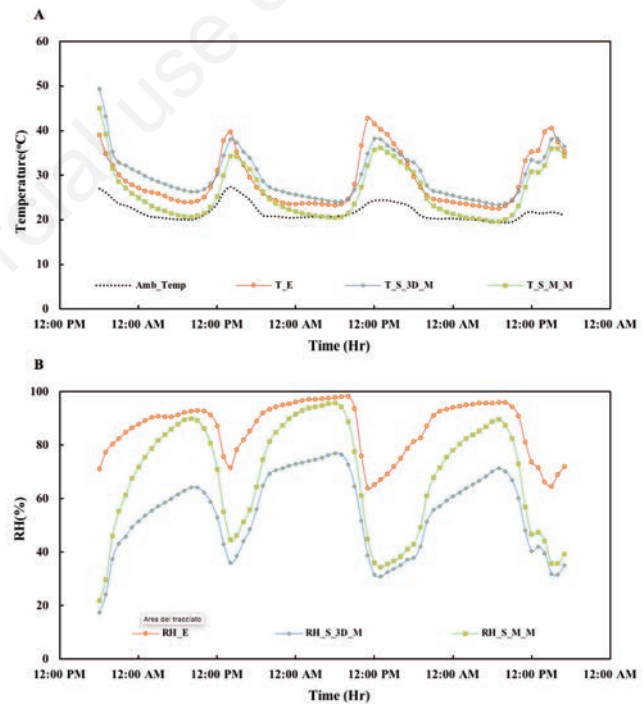 A
60
50
40
30
20
10
0
Temperature(°C)
Amb_Temp T_E T_S_3D_M T_S_M_M
12:00 PM 12:00 AM 12:00 PM 12:00 AM 12:00 PM 12:00 AM 12:00 PM 12:00 AM
Time (Hr)
B
100
80
60
40
20
0
RH(%)
Area del tracciato
RH_E RH_S_3D_M RH_S_M_M
12:00 PM 12:00 AM 12:00 PM 12:00 AM 12:00 PM 12:00 AM 12:00 PM 12:00 AM
Time (Hr)